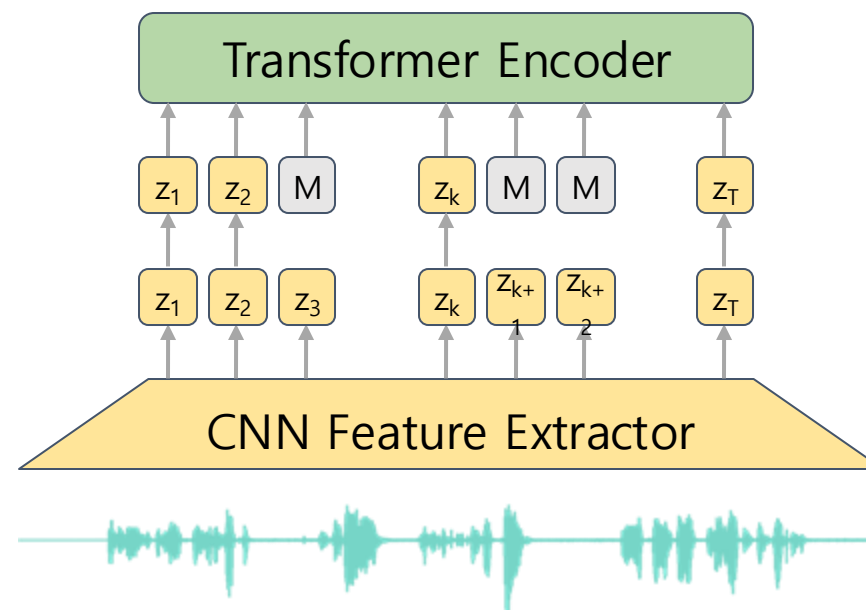 Transformer Encoder
z1 z2 M zk M M zT
z1 z2 z3 zk zk+1 zk+2 zT
CNN Feature Extractor